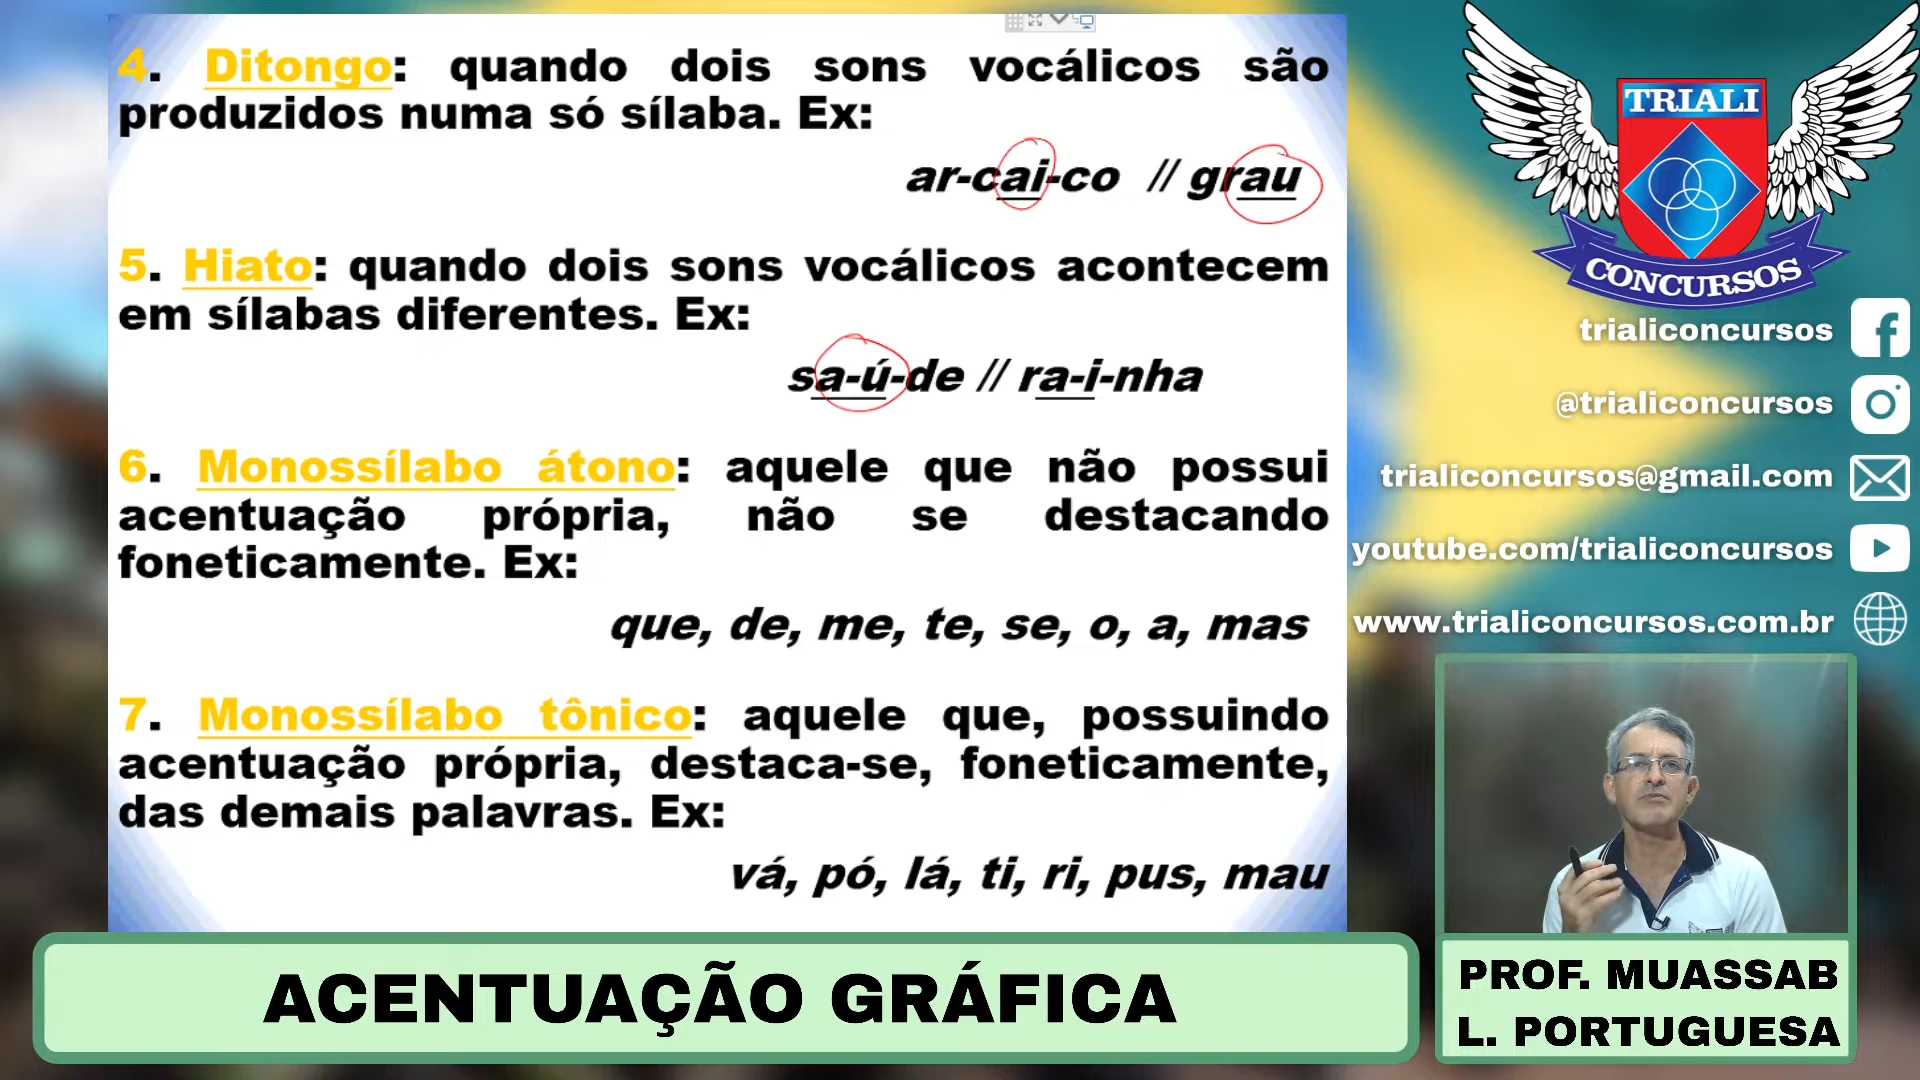 4. Ditongo: quando dois sons vocálicos são
produzidos numa só sílaba. Ex:
ar-cai-co // grau
5. Hiato: quando dois sons vocálicos acontecem
em sílabas diferentes. Ex:
sa-ú-de // ra-i-nha
6. Monossílabo átono: aquele que não possui
acentuação própria, não se destacando
foneticamente. Ex:
que, de, me, te, se, o, a, mas
7. Monossílabo tônico: aquele que, possuindo
acentuação própria, destaca-se, foneticamente,
das demais palavras. Ex:
vá, pó, lá, ti, ri, pus, mau
TRIALI
CONCURSOS
trialiconcursos
@trialiconcursos
trialiconcursos@gmail.com
youtube.com/trialiconcursos
www.trialiconcursos.com.br
ACENTUAÇÃO GRÁFICA
PROF. MUASSAB
L. PORTUGUESA